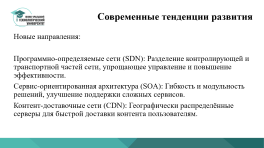 Современные тенденции развития
Новые направления:
Программно-определяемые сети (SDN): Разделение контролирующей и
транспортной частей сети, упрощающее управление и повышение
эффективности.
Сервис-ориентированная архитектура (SOA): Гибкость и модульность
решений, улучшение поддержки сложных сервисов.
Контент-доставочные сети (CDN): Географически распределённые
серверы для быстрой доставки контента пользователям.